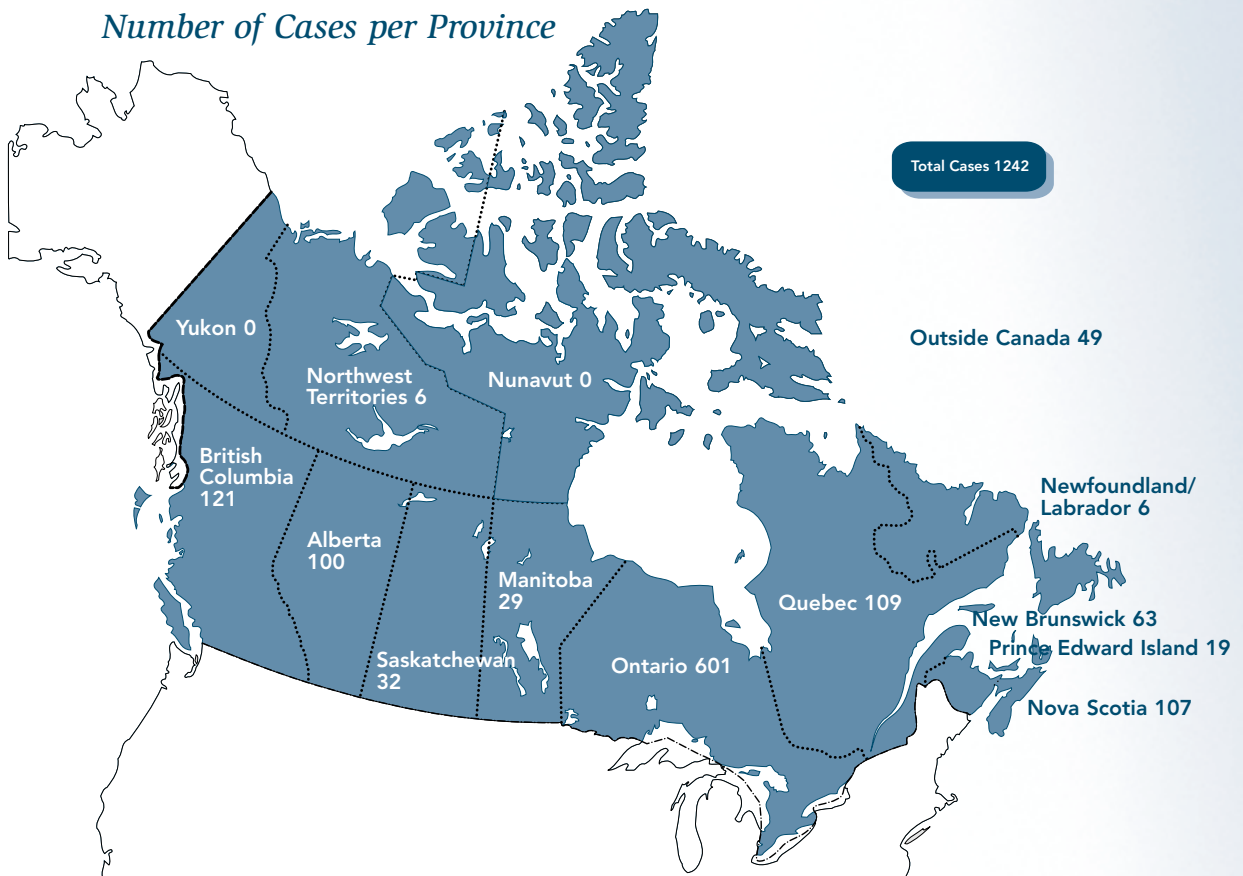 Number of Cases per Province
Total Cases 1242
Yukon 0
Outside Canada 49
Northwest
Territories 6
Nunavut 0
British
Columbia
121
Newfoundland/
Labrador 6
Alberta
100
Manitoba
29
Quebec 109
New Brunswick 63
Prince Edward Island 19
Saskatchewan
32
Ontario 601
Nova Scotia 107